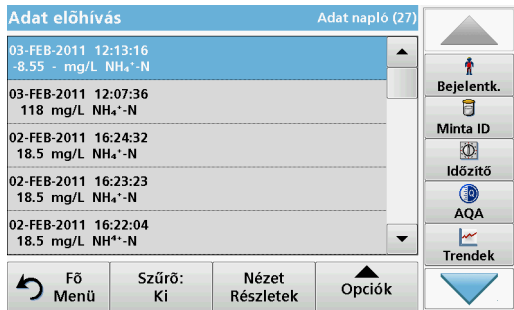 Adat elõhívás
Adat napló (27)
03-FEB-2011 12:13:16
-8.55 - mg/L NH₄⁺-N
03-FEB-2011 12:07:36
118 mg/L NH₄⁺-N
02-FEB-2011 16:24:32
18.5 mg/L NH₄⁺-N
02-FEB-2011 16:23:23
18.5 mg/L NH₄⁺-N
02-FEB-2011 16:22:04
18.5 mg/L NH⁴⁺-N
Bejelentk.
Minta ID
Időzítő
AQA
Trendek
Fõ
Menü
Szűrõ:
Ki
Nézet
Részletek
Opciók